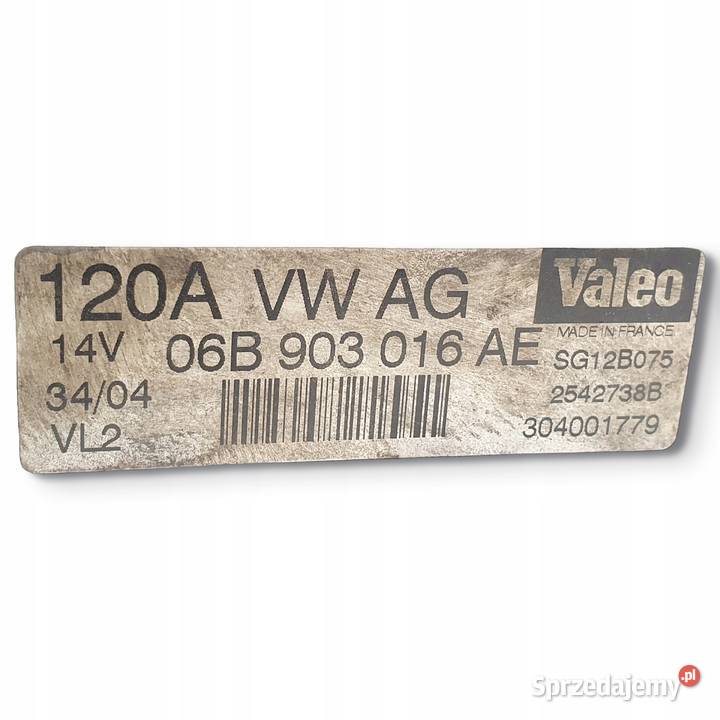 120A VW AG Valeo
MADE IN FRANCE
14V 06B 903 016 AE SG12B075
34/04 2542738B
VL2 304001779
Sprzedajemy.pl